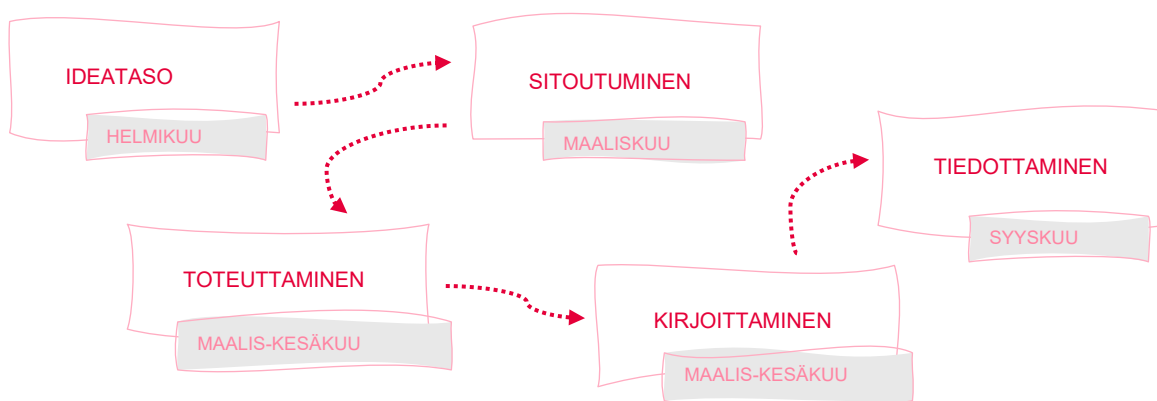 IDEATASO
HELMIKUU
SITOUTUMINEN
MAALISKUU
TOTEUTTAMINEN
MAALIS-KESÄKUU
KIRJOITTAMINEN
MAALIS-KESÄKUU
TIEDOTTAMINEN
SYYSKUU